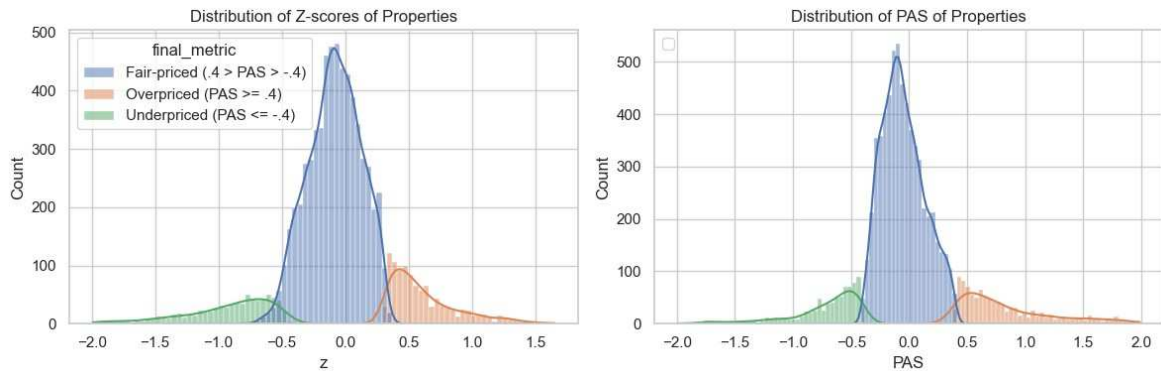 Distribution of Z-scores of Properties
500
400
300
200
100
0
Count
final_metric
Fair-priced (.4 > PAS > -.4)
Overpriced (PAS >= .4)
Underpriced (PAS <= -.4)
−2.0 −1.5 −1.0 −0.5 0.0 0.5 1.0 1.5
z
Distribution of PAS of Properties
500
400
300
200
100
0
Count
−2.0 −1.5 −1.0 −0.5 0.0 0.5 1.0 1.5 2.0
PAS